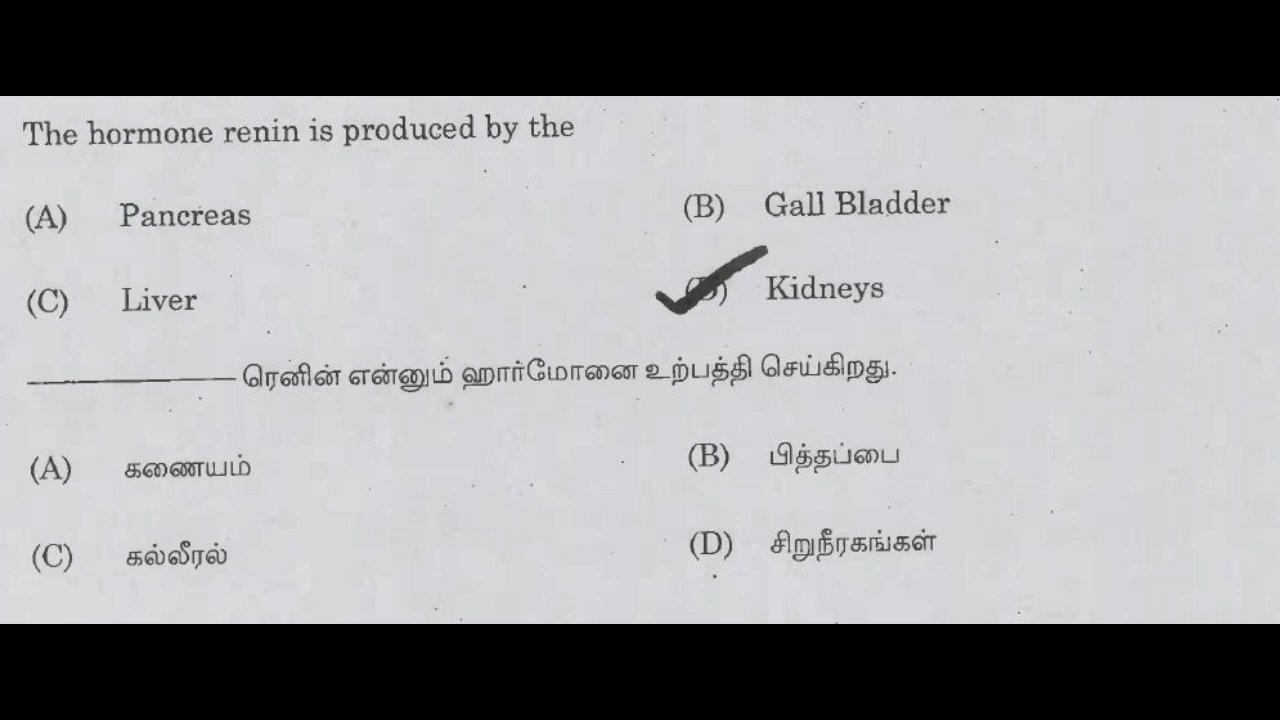 The hormone renin is produced by the
(A) Pancreas (B) Gall Bladder
(C) Liver (D) Kidneys
ரெனின் என்னும் ஹார்மோனை உற்பத்தி செய்கிறது.
(A) கணையம் (B) பித்தப்பை
(C) கல்லீரல் (D) சிறுநீரகங்கள்